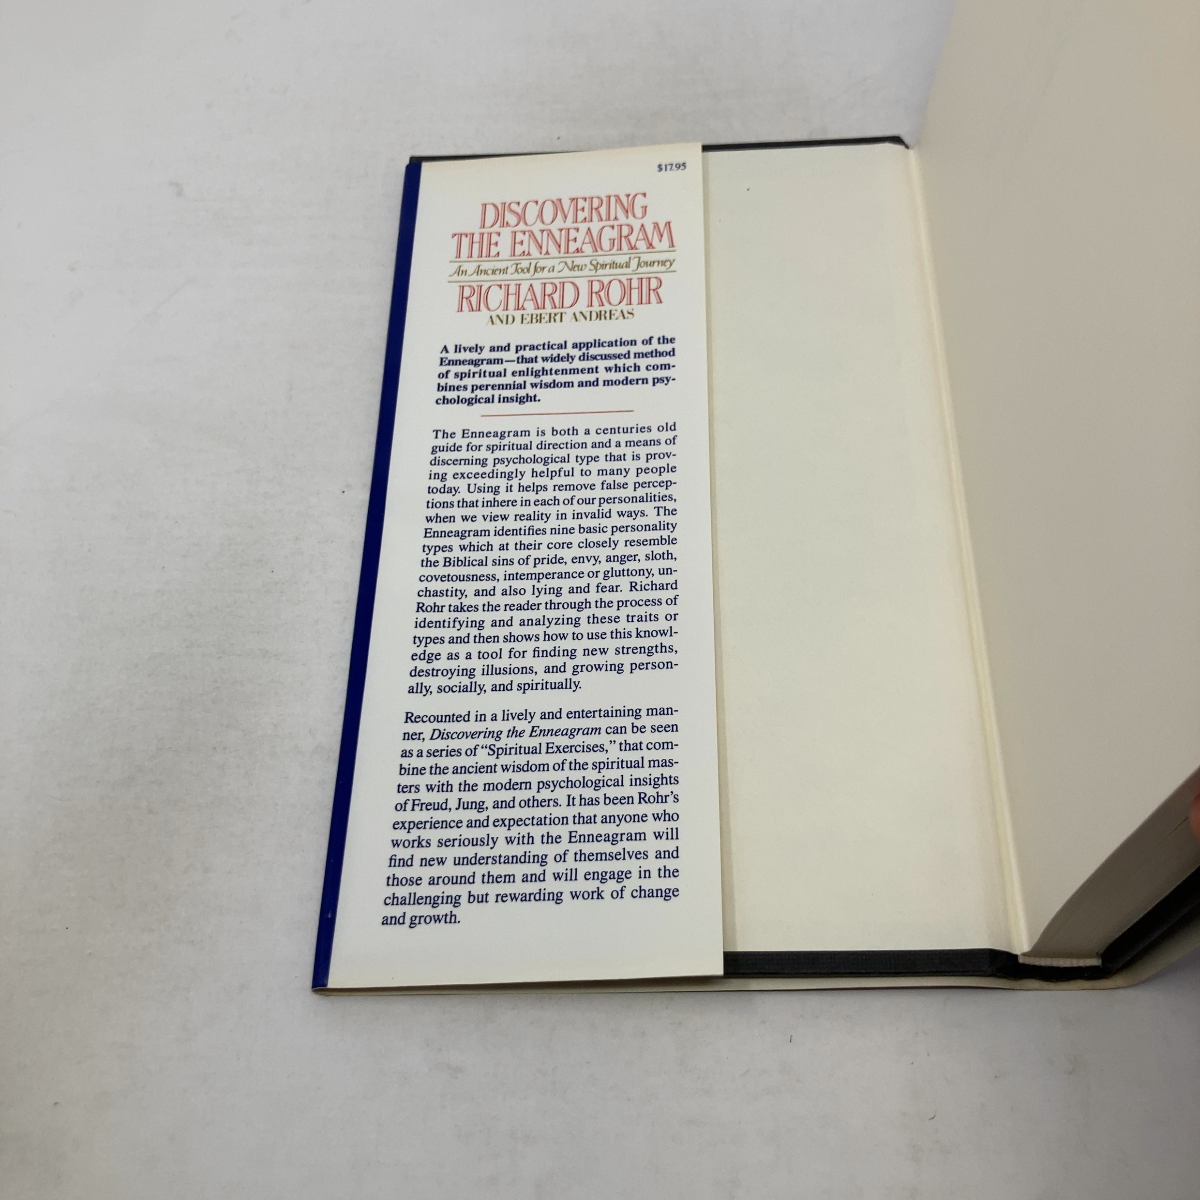 $17.95
DISCOVERING
THE ENNEAGRAM
An Ancient Tool for a New Spiritual Journey
RICHARD ROHR
AND EBERT ANDREAS
A lively and practical application of the
Enneagram—that widely discussed method
of spiritual enlightenment which com-
bines perennial wisdom and modern psy-
chological insight.
The Enneagram is both a centuries old
guide for spiritual direction and a means of
discerning psychological type that is prov-
ing exceedingly helpful to many people
today. Using it helps remove false percep-
tions that inhere in each of our personalities,
when we view reality in invalid ways. The
Enneagram identifies nine basic personality
types which at their core closely resemble
the Biblical sins of pride, envy, anger, sloth,
covetousness, intemperance or gluttony, un-
chastity, and also lying and fear. Richard
Rohr takes the reader through the process of
identifying and analyzing these traits or
types and then shows how to use this knowl-
edge as a tool for finding new strengths,
destroying illusions, and growing person-
ally, socially, and spiritually.
Recounted in a lively and entertaining man-
ner, Discovering the Enneagram can be seen
as a series of “Spiritual Exercises,” that com-
bine the ancient wisdom of the spiritual mas-
ters with the modern psychological insights
of Freud, Jung, and others. It has been Rohr’s
experience and expectation that anyone who
works seriously with the Enneagram will
find new understanding of themselves and
those around them and will engage in the
challenging but rewarding work of change
and growth.